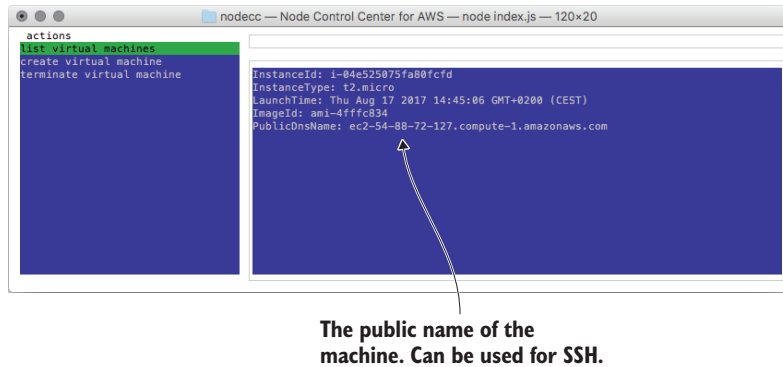 nodecc — Node Control Center for AWS — node index.js — 120×20
actions
list virtual machines
create virtual machine
terminate virtual machine
InstanceId: i-04e525075fa80fcfd
InstanceType: t2.micro
LaunchTime: Thu Aug 17 2017 14:45:06 GMT+0200 (CEST)
ImageId: ami-4fffc834
PublicDnsName: ec2-54-88-72-127.compute-1.amazonaws.com
The public name of the
machine. Can be used for SSH.